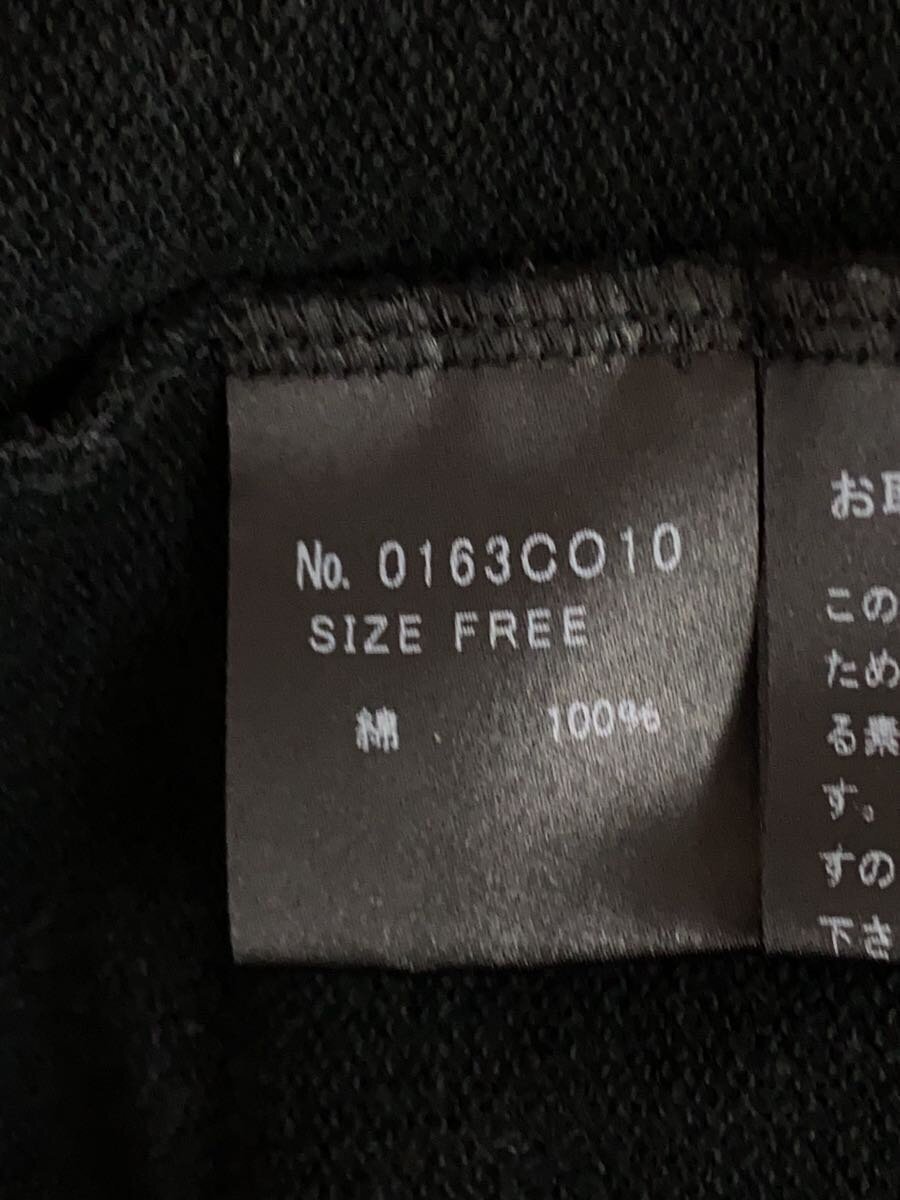 No. 0163CO10
SIZE FREE
綿 100%
お取
この
ため
る素
す。
すの
下さ